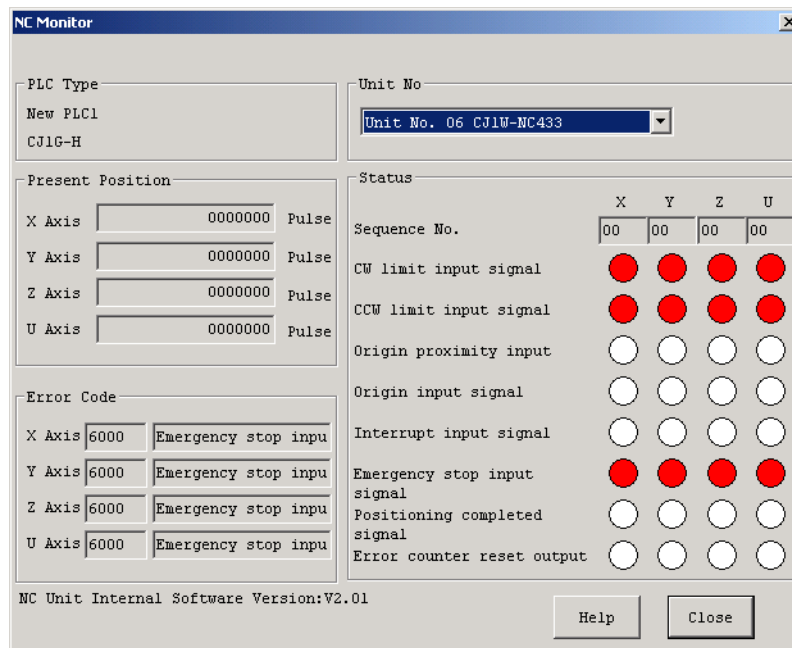 NC Monitor
PLC Type
New PLC1
CJ1G-H
Unit No
Unit No. 06 CJ1W-NC433
Present Position
X Axis 0000000 Pulse
Y Axis 0000000 Pulse
Z Axis 0000000 Pulse
U Axis 0000000 Pulse
Error Code
X Axis 6000 Emergency stop inpu
Y Axis 6000 Emergency stop inpu
Z Axis 6000 Emergency stop inpu
U Axis 6000 Emergency stop inpu
Status
X Y Z U
Sequence No. 00 00 00 00
CW limit input signal
CCW limit input signal
Origin proximity input
Origin input signal
Interrupt input signal
Emergency stop input
signal
Positioning completed
signal
Error counter reset output
NC Unit Internal Software Version:V2.01
Help Close